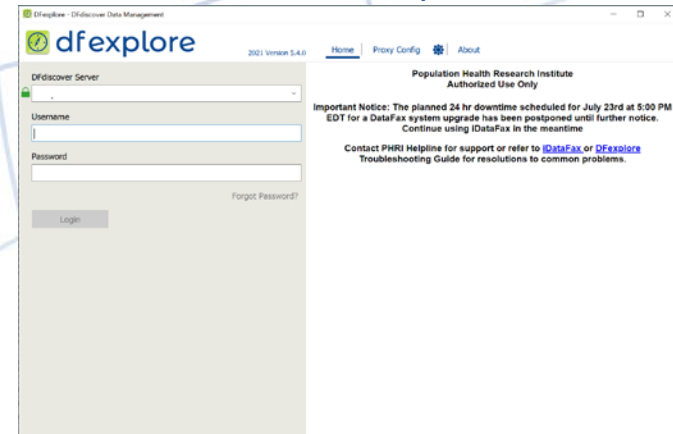 DFexplore - DFdiscover Data Management
dfexplore
2021 Version 5.4.0
Home
Proxy Config
About
DFdiscover Server
Username
Password
Forgot Password?
Login
Population Health Research Institute
Authorized Use Only
Important Notice: The planned 24 hr downtime scheduled for July 23rd at 5:00 PM
EDT for a DataFax system upgrade has been postponed until further notice.
Continue using iDataFax in the meantime
Contact PHRI Helpline for support or refer to iDataFax or DFexplore
Troubleshooting Guide for resolutions to common problems.